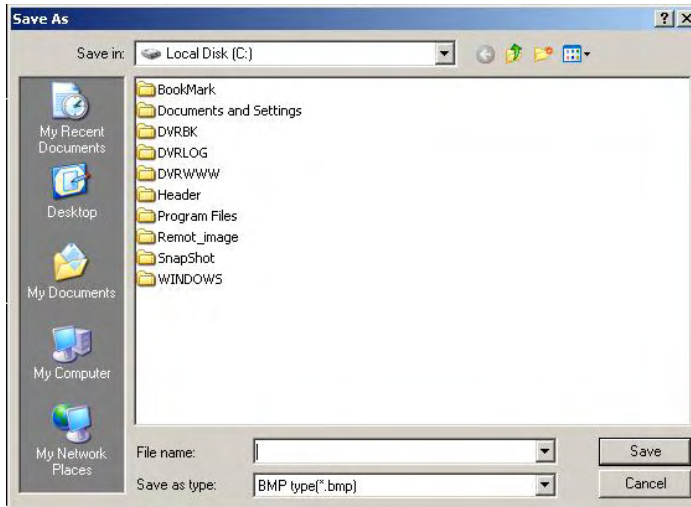 Save As
Save in: Local Disk (C:)
My Recent
Documents
Desktop
My Documents
My Computer
My Network
Places
BookMark
Documents and Settings
DVRBK
DVRLOG
DVRWWW
Header
Program Files
Remot_image
SnapShot
WINDOWS
File name: Save
Save as type: BMP type(*.bmp) Cancel